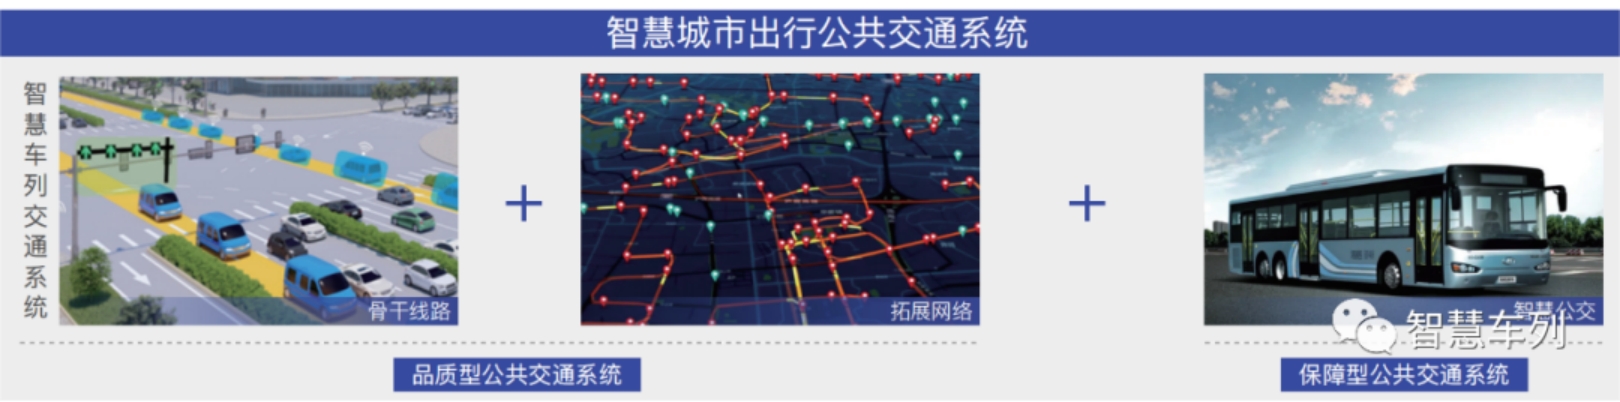 智慧城市出行公共交通系统
智慧车列交通系统
骨干线路
拓展网络
智慧公交
智慧车列
品质型公共交通系统
保障型公共交通系统